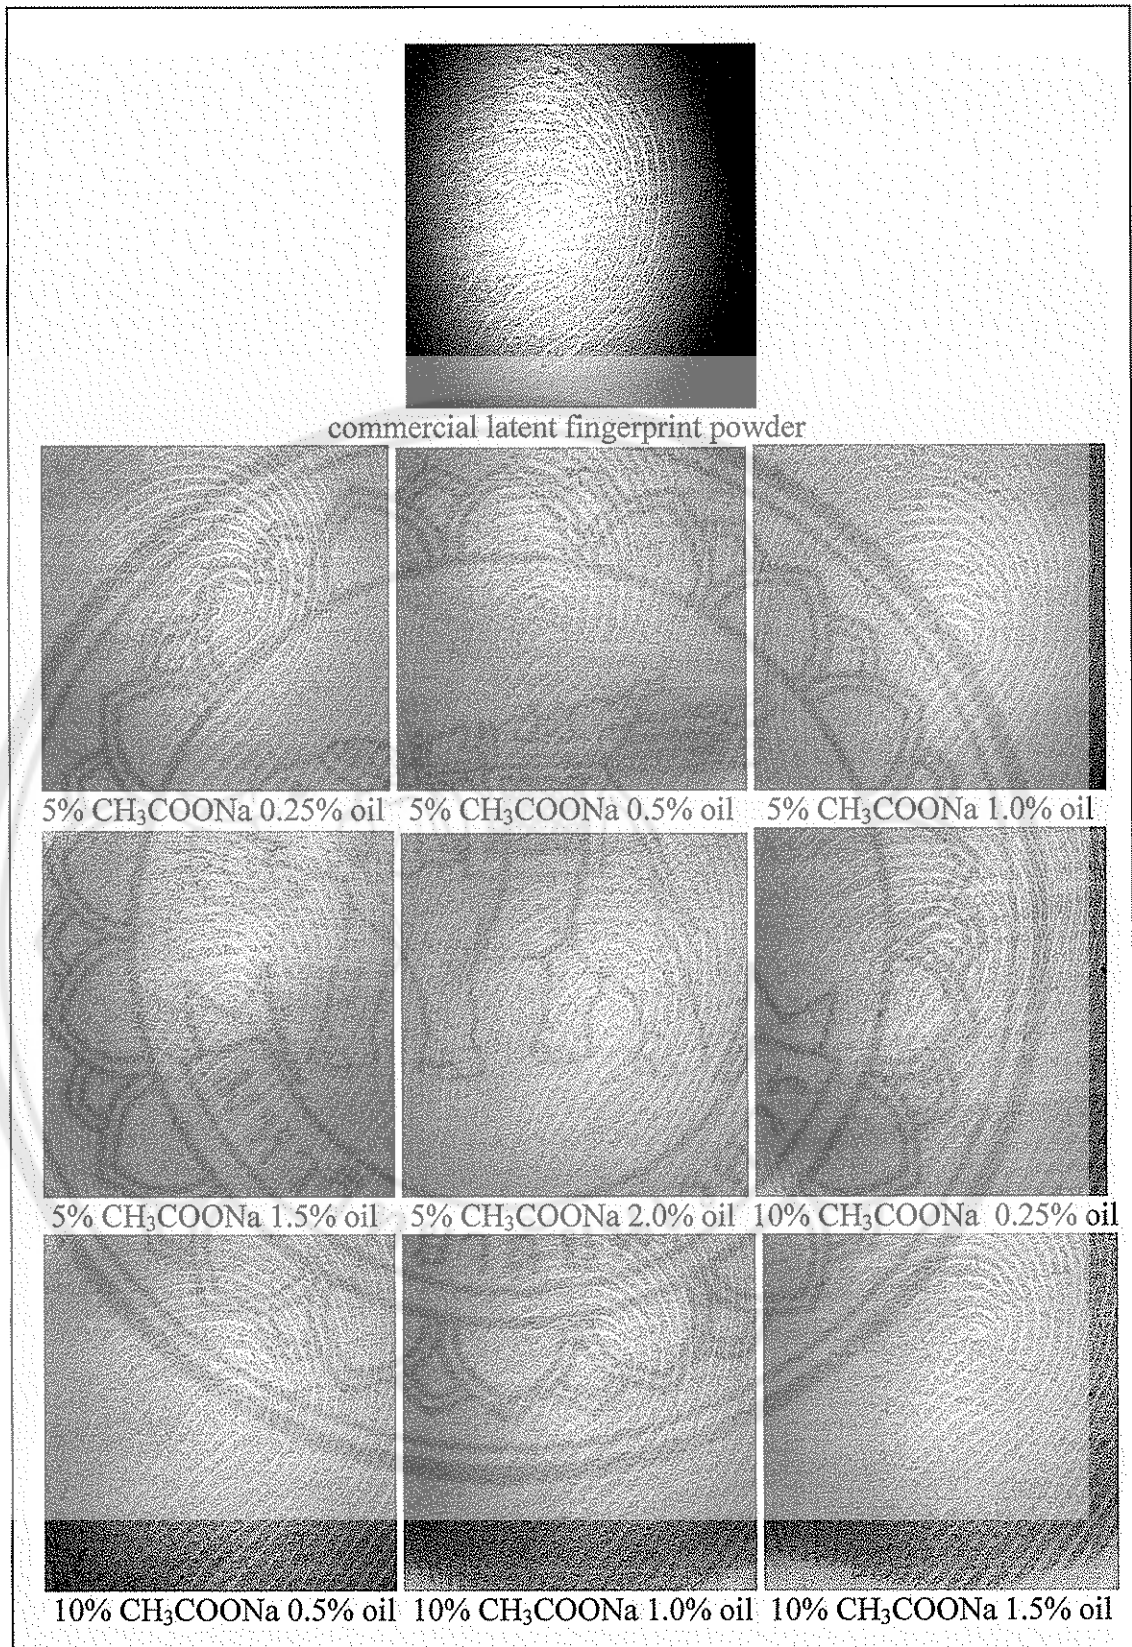 commercial latent fingerprint powder
5% CH₃COONa 0.25% oil 5% CH₃COONa 0.5% oil 5% CH₃COONa 1.0% oil
5% CH₃COONa 1.5% oil 5% CH₃COONa 2.0% oil 10% CH₃COONa 0.25% oil
10% CH₃COONa 0.5% oil 10% CH₃COONa 1.0% oil 10% CH₃COONa 1.5% oil